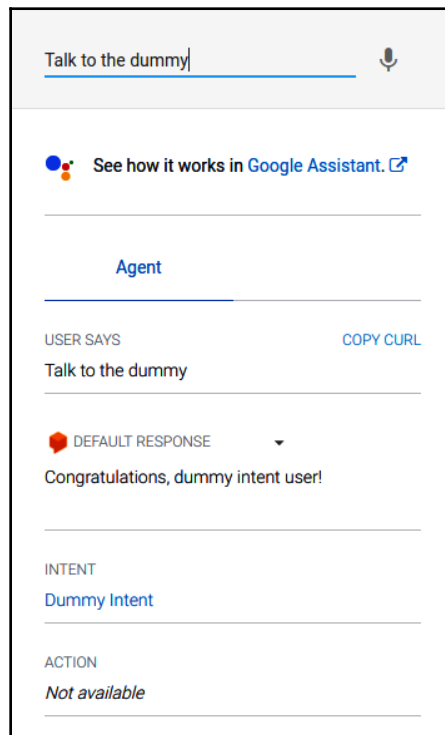 Talk to the dummy
See how it works in Google Assistant.
Agent
USER SAYS COPY CURL
Talk to the dummy
DEFAULT RESPONSE
Congratulations, dummy intent user!
INTENT
Dummy Intent
ACTION
Not available